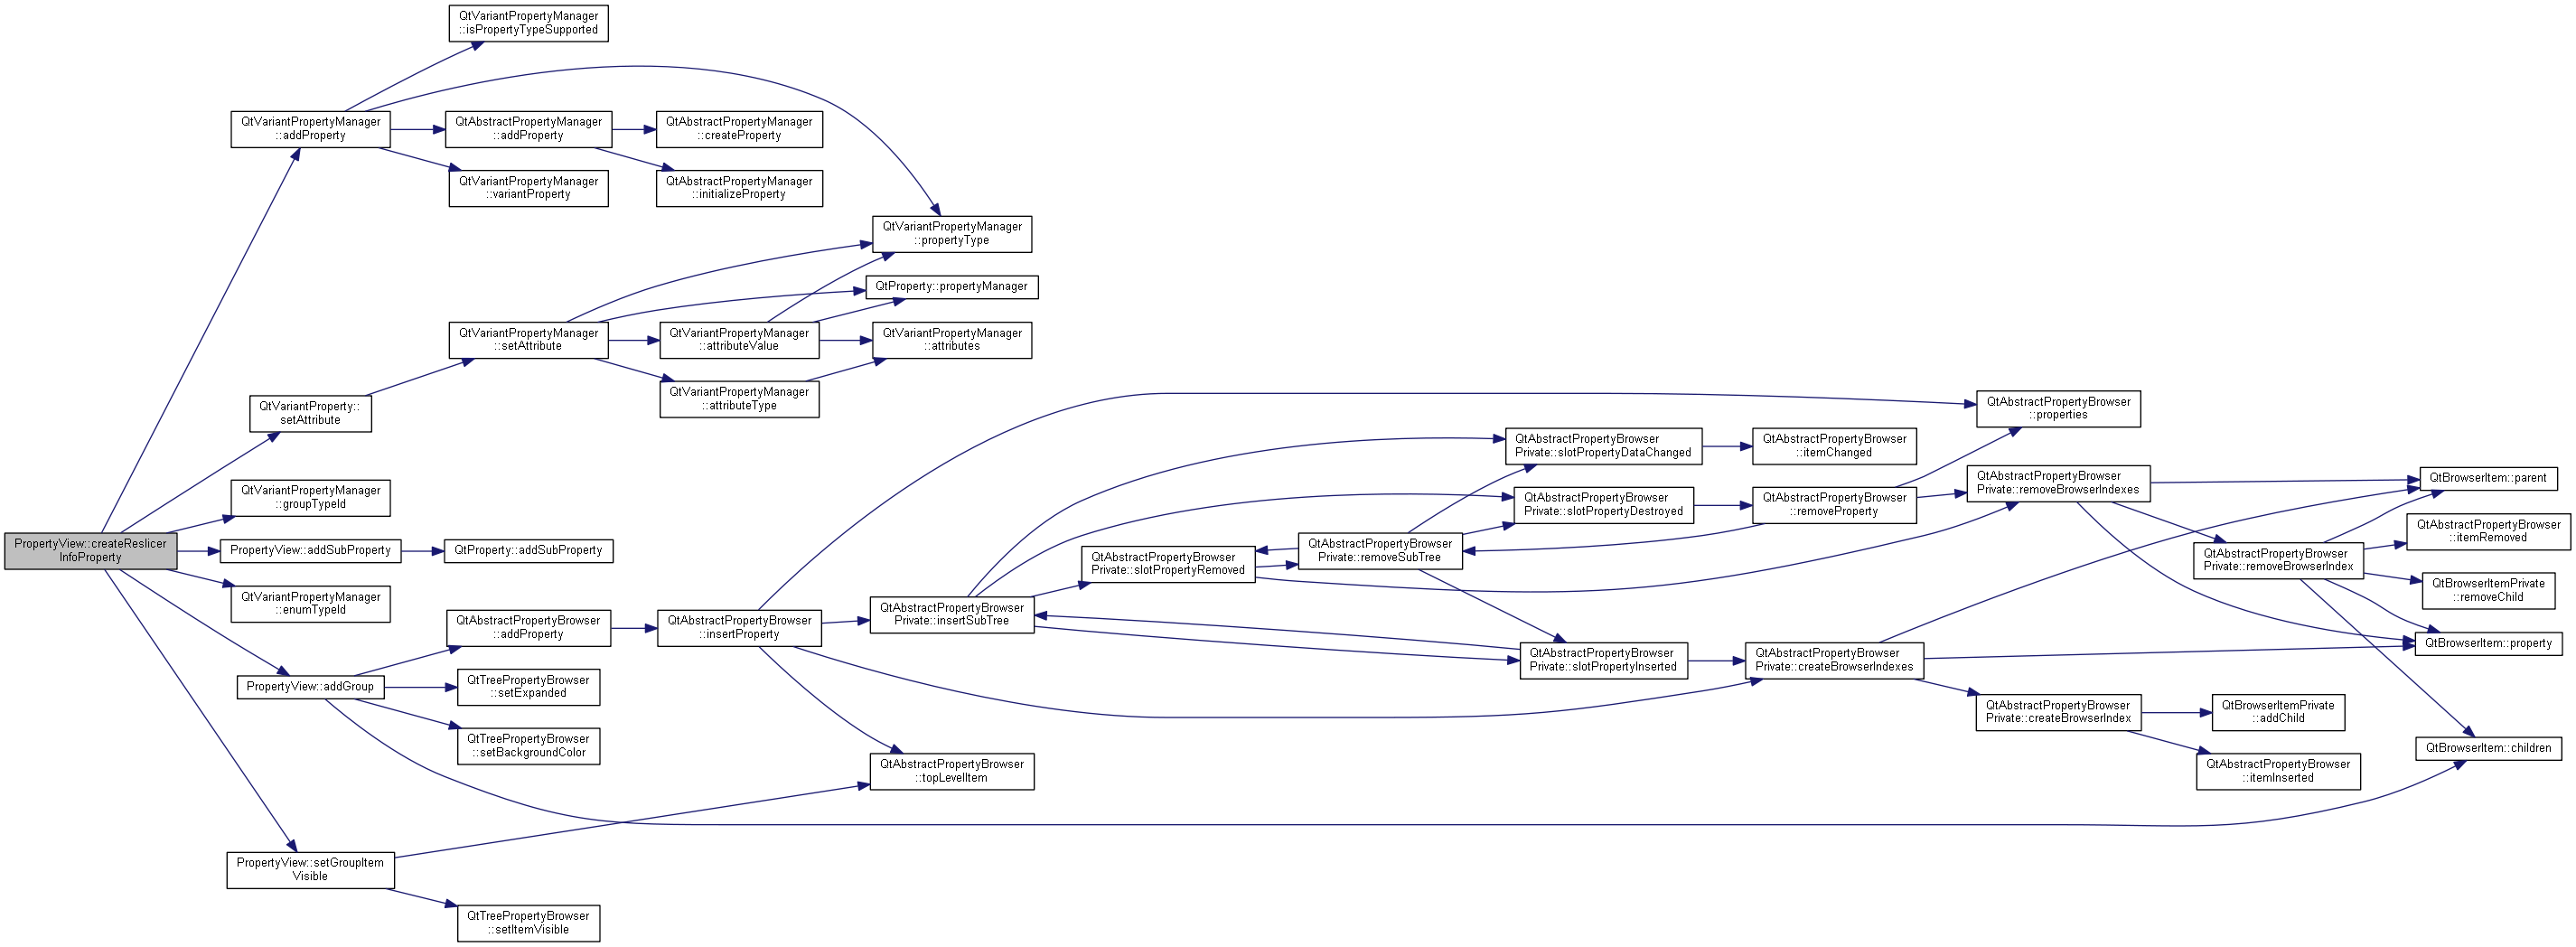 PropertyView::createReslicer
InfoProperty
QtVariantPropertyManager
::addProperty
QtVariantProperty::
setAttribute
QtVariantPropertyManager
::groupTypeId
PropertyView::addSubProperty
QtVariantPropertyManager
::enumTypeId
PropertyView::addGroup
PropertyView::setGroupItem
Visible
QtVariantPropertyManager
::isPropertyTypeSupported
QtAbstractPropertyManager
::addProperty
QtVariantPropertyManager
::variantProperty
QtVariantPropertyManager
::setAttribute
QtProperty::addSubProperty
QtAbstractPropertyBrowser
::addProperty
QtTreePropertyBrowser
::setExpanded
QtTreePropertyBrowser
::setBackgroundColor
QtTreePropertyBrowser
::setItemVisible
QtAbstractPropertyManager
::createProperty
QtAbstractPropertyManager
::initializeProperty
QtVariantPropertyManager
::attributeValue
QtVariantPropertyManager
::attributeType
QtAbstractPropertyBrowser
::insertProperty
QtVariantPropertyManager
::propertyType
QtProperty::propertyManager
QtVariantPropertyManager
::attributes
QtAbstractPropertyBrowser
Private::insertSubTree
QtAbstractPropertyBrowser
::topLevelItem
QtAbstractPropertyBrowser
Private::slotPropertyRemoved
QtAbstractPropertyBrowser
Private::removeSubTree
QtAbstractPropertyBrowser
Private::slotPropertyDataChanged
QtAbstractPropertyBrowser
Private::slotPropertyDestroyed
QtAbstractPropertyBrowser
Private::slotPropertyInserted
QtAbstractPropertyBrowser
::itemChanged
QtAbstractPropertyBrowser
::removeProperty
QtAbstractPropertyBrowser
Private::createBrowserIndexes
QtAbstractPropertyBrowser
::properties
QtAbstractPropertyBrowser
Private::removeBrowserIndexes
QtAbstractPropertyBrowser
Private::createBrowserIndex
QtAbstractPropertyBrowser
Private::removeBrowserIndex
QtBrowserItemPrivate
::addChild
QtAbstractPropertyBrowser
::itemInserted
QtBrowserItem::parent
QtAbstractPropertyBrowser
::itemRemoved
QtBrowserItemPrivate
::removeChild
QtBrowserItem::property
QtBrowserItem::children